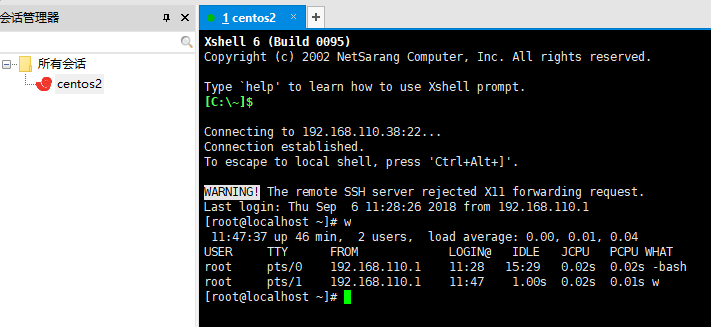 会话管理器
所有会话
centos2
1 centos2
Xshell 6 (Build 0095)
Copyright (c) 2002 NetSarang Computer, Inc. All rights reserved.
Type `help' to learn how to use Xshell prompt.
[C:\~]$
Connecting to 192.168.110.38:22...
Connection established.
To escape to local shell, press 'Ctrl+Alt+]'.
WARNING! The remote SSH server rejected X11 forwarding request.
Last login: Thu Sep  6 11:28:26 2018 from 192.168.110.1
[root@localhost ~]# w
 11:47:37 up 46 min,  2 users,  load average: 0.00, 0.01, 0.04
USER     TTY      FROM             LOGIN@   IDLE   JCPU   PCPU WHAT
root     pts/0    192.168.110.1    11:28   15:29   0.02s  0.02s -bash
root     pts/1    192.168.110.1    11:47    1.00s  0.02s  0.01s w
[root@localhost ~]#